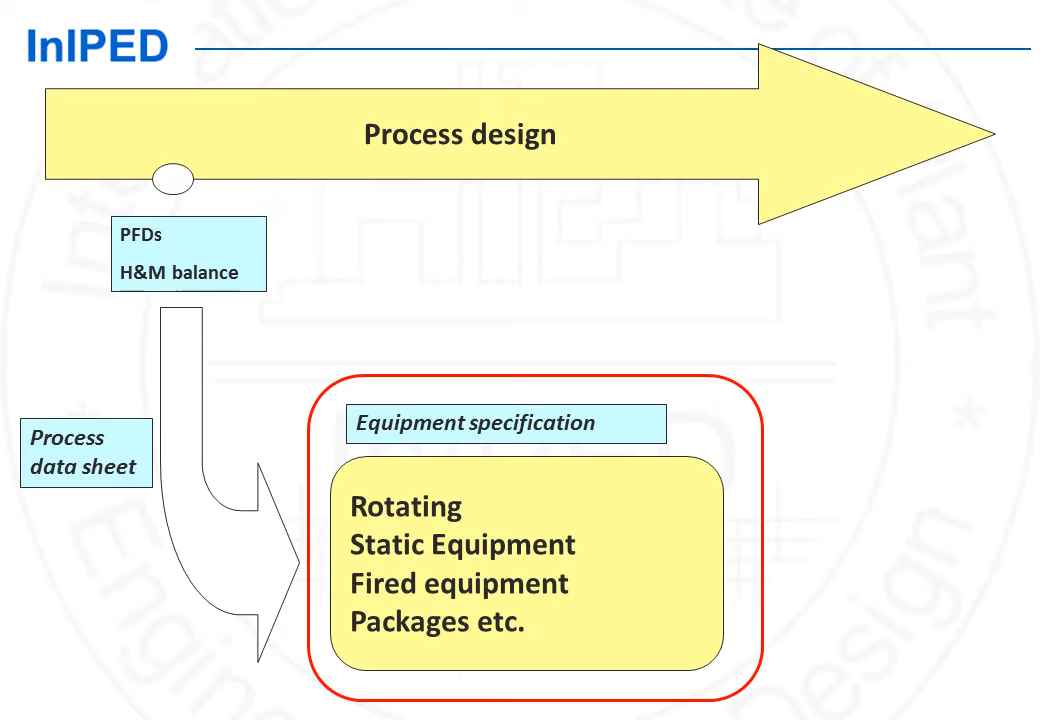 InIPED
Process design
PFDs
H&M balance
Process
data sheet
Equipment specification
Rotating
Static Equipment
Fired equipment
Packages etc.